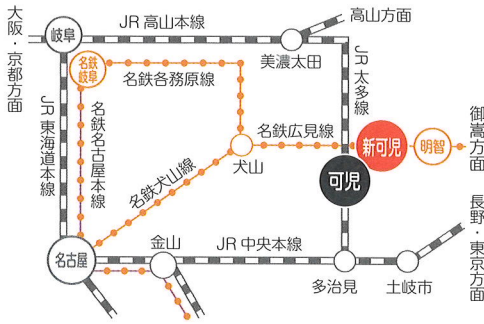 大阪・京都方面
岐阜
JR 高山本線
高山方面
美濃太田
名鉄
岐阜
名鉄各務原線
JR 太多線
JR 東海道本線
名鉄名古屋本線
犬山
名鉄広見線
新可児
明智
御嵩方面
可児
名鉄犬山線
名古屋
金山
JR 中央本線
多治見
土岐市
長野・東京方面